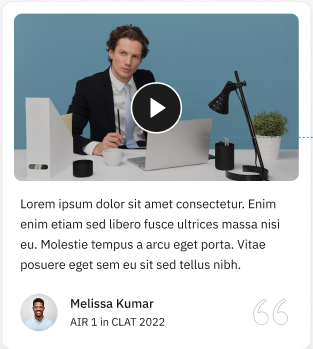 Lorem ipsum dolor sit amet consectetur. Enim
enim etiam sed libero fusce ultrices massa nisi
eu. Molestie tempus a arcu eget porta. Vitae
posuere eget sem eu sit sed tellus nibh.
Melissa Kumar
AIR 1 in CLAT 2022